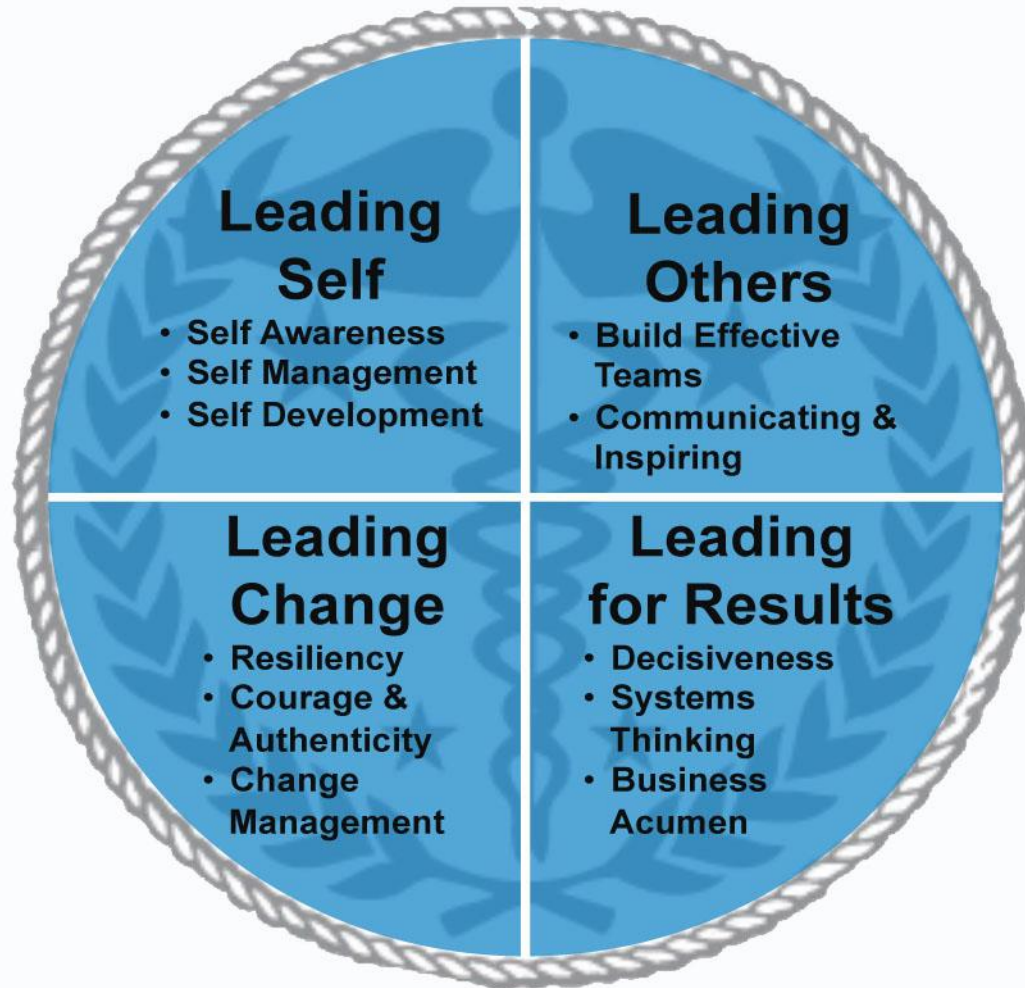 Leading
Self
• Self Awareness
• Self Management
• Self Development
Leading
Others
• Build Effective
Teams
• Communicating &
Inspiring
Leading
Change
• Resiliency
• Courage &
Authenticity
• Change
Management
Leading
for Results
• Decisiveness
• Systems
Thinking
• Business
Acumen